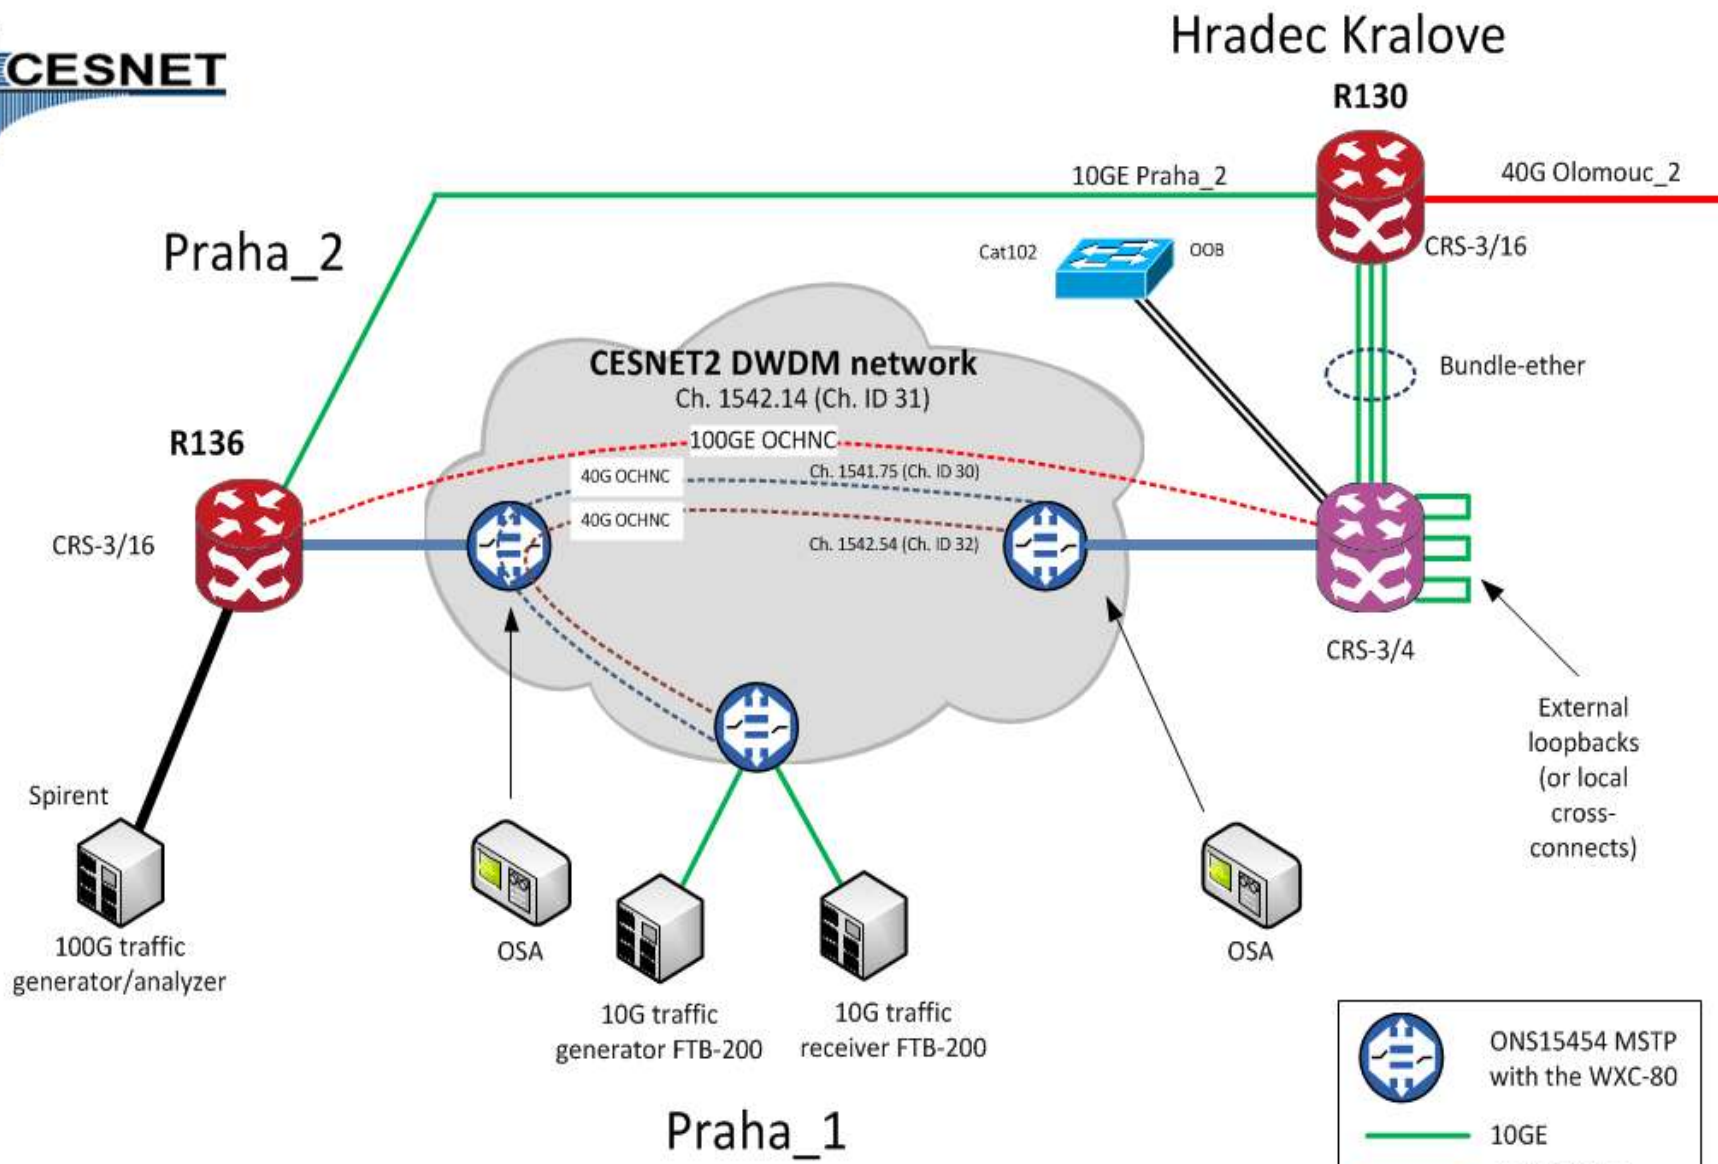 CESNET
Hradec Kralove
R130
10GE Praha_2
40G Olomouc_2
Praha_2
Cat102
OOB
CRS-3/16
CESNET2 DWDM network
Ch. 1542.14 (Ch. ID 31)
Bundle-ether
R136
100GE OCHNC
40G OCHNC
Ch. 1541.75 (Ch. ID 30)
40G OCHNC
Ch. 1542.54 (Ch. ID 32)
CRS-3/16
CRS-3/4
External
loopbacks
(or local
cross-
connects)
Spirent
100G traffic
generator/analyzer
OSA
OSA
10G traffic
generator FTB-200
10G traffic
receiver FTB-200
ONS15454 MSTP
with the WXC-80
10GE
Praha_1